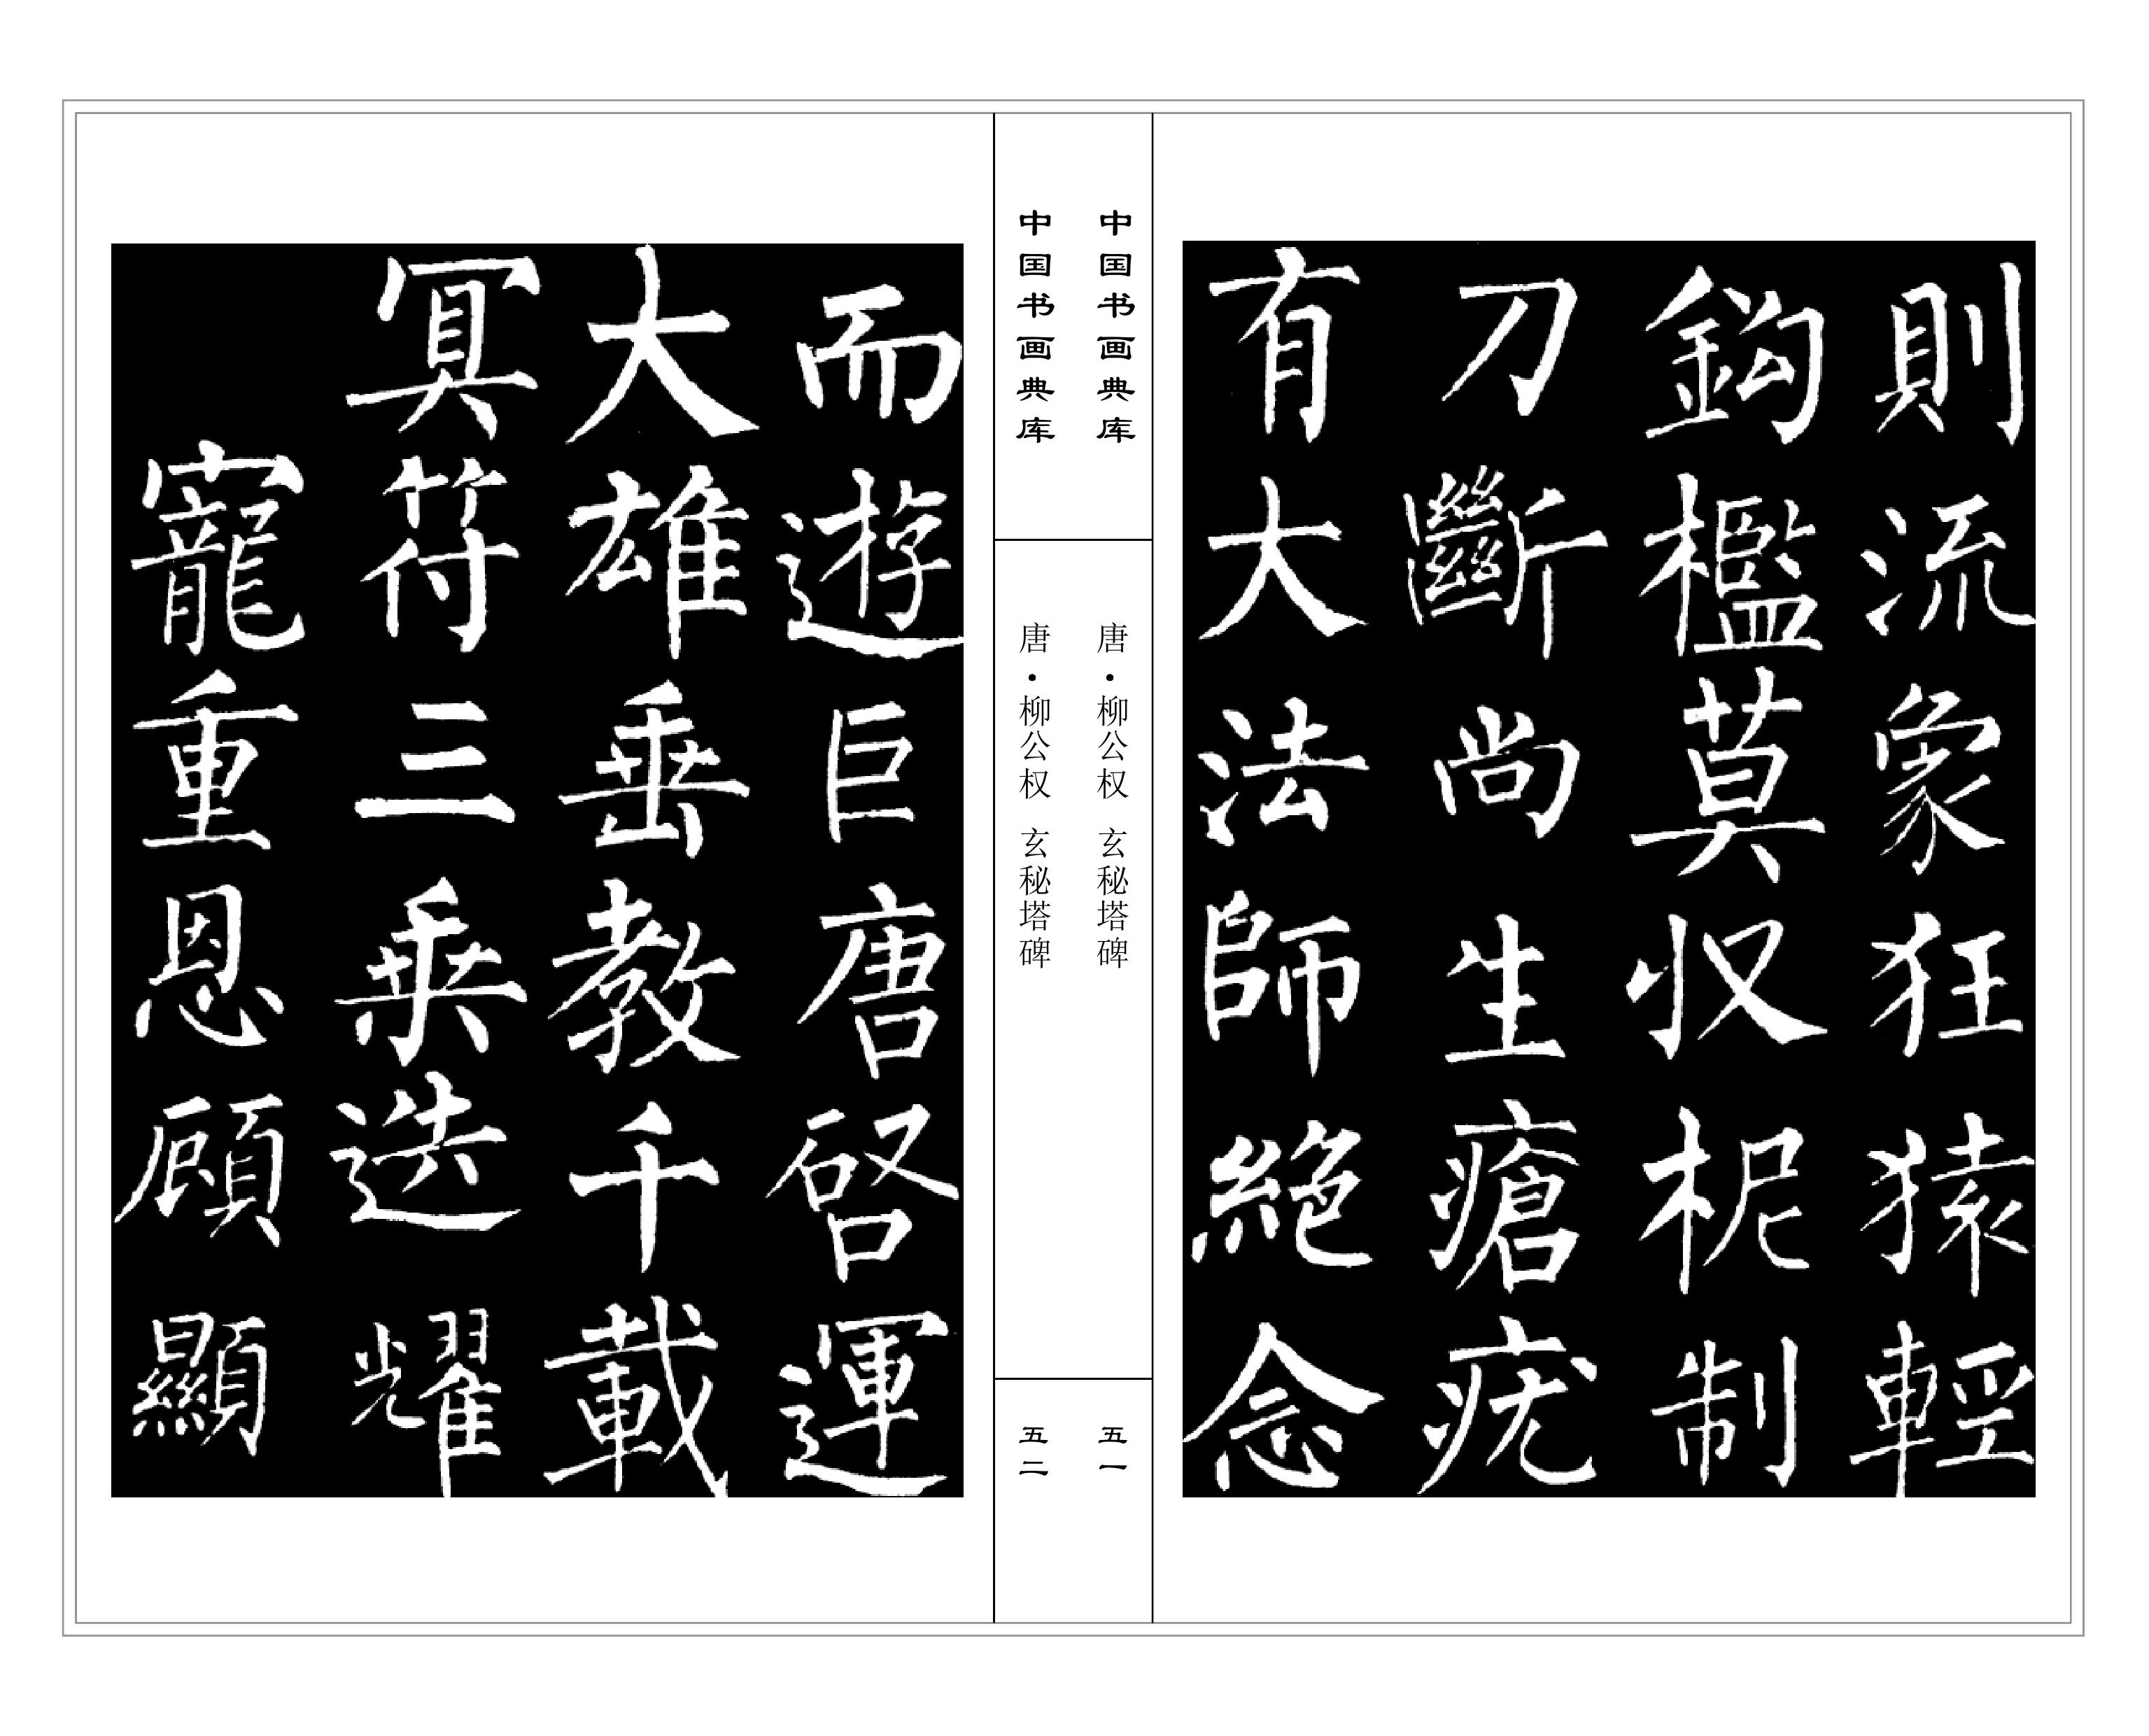 則流象狂猿輕
鈎檻莫収柅制
刀斷尚生瘡疣
有大法師絕念
中国书画典库
唐·柳公权 玄秘塔碑
五一
中国书画典库
唐·柳公权 玄秘塔碑
五二
而遊巨唐啓運
大雄垂教千載
冥符三乗迭耀
寵重恩顧顯